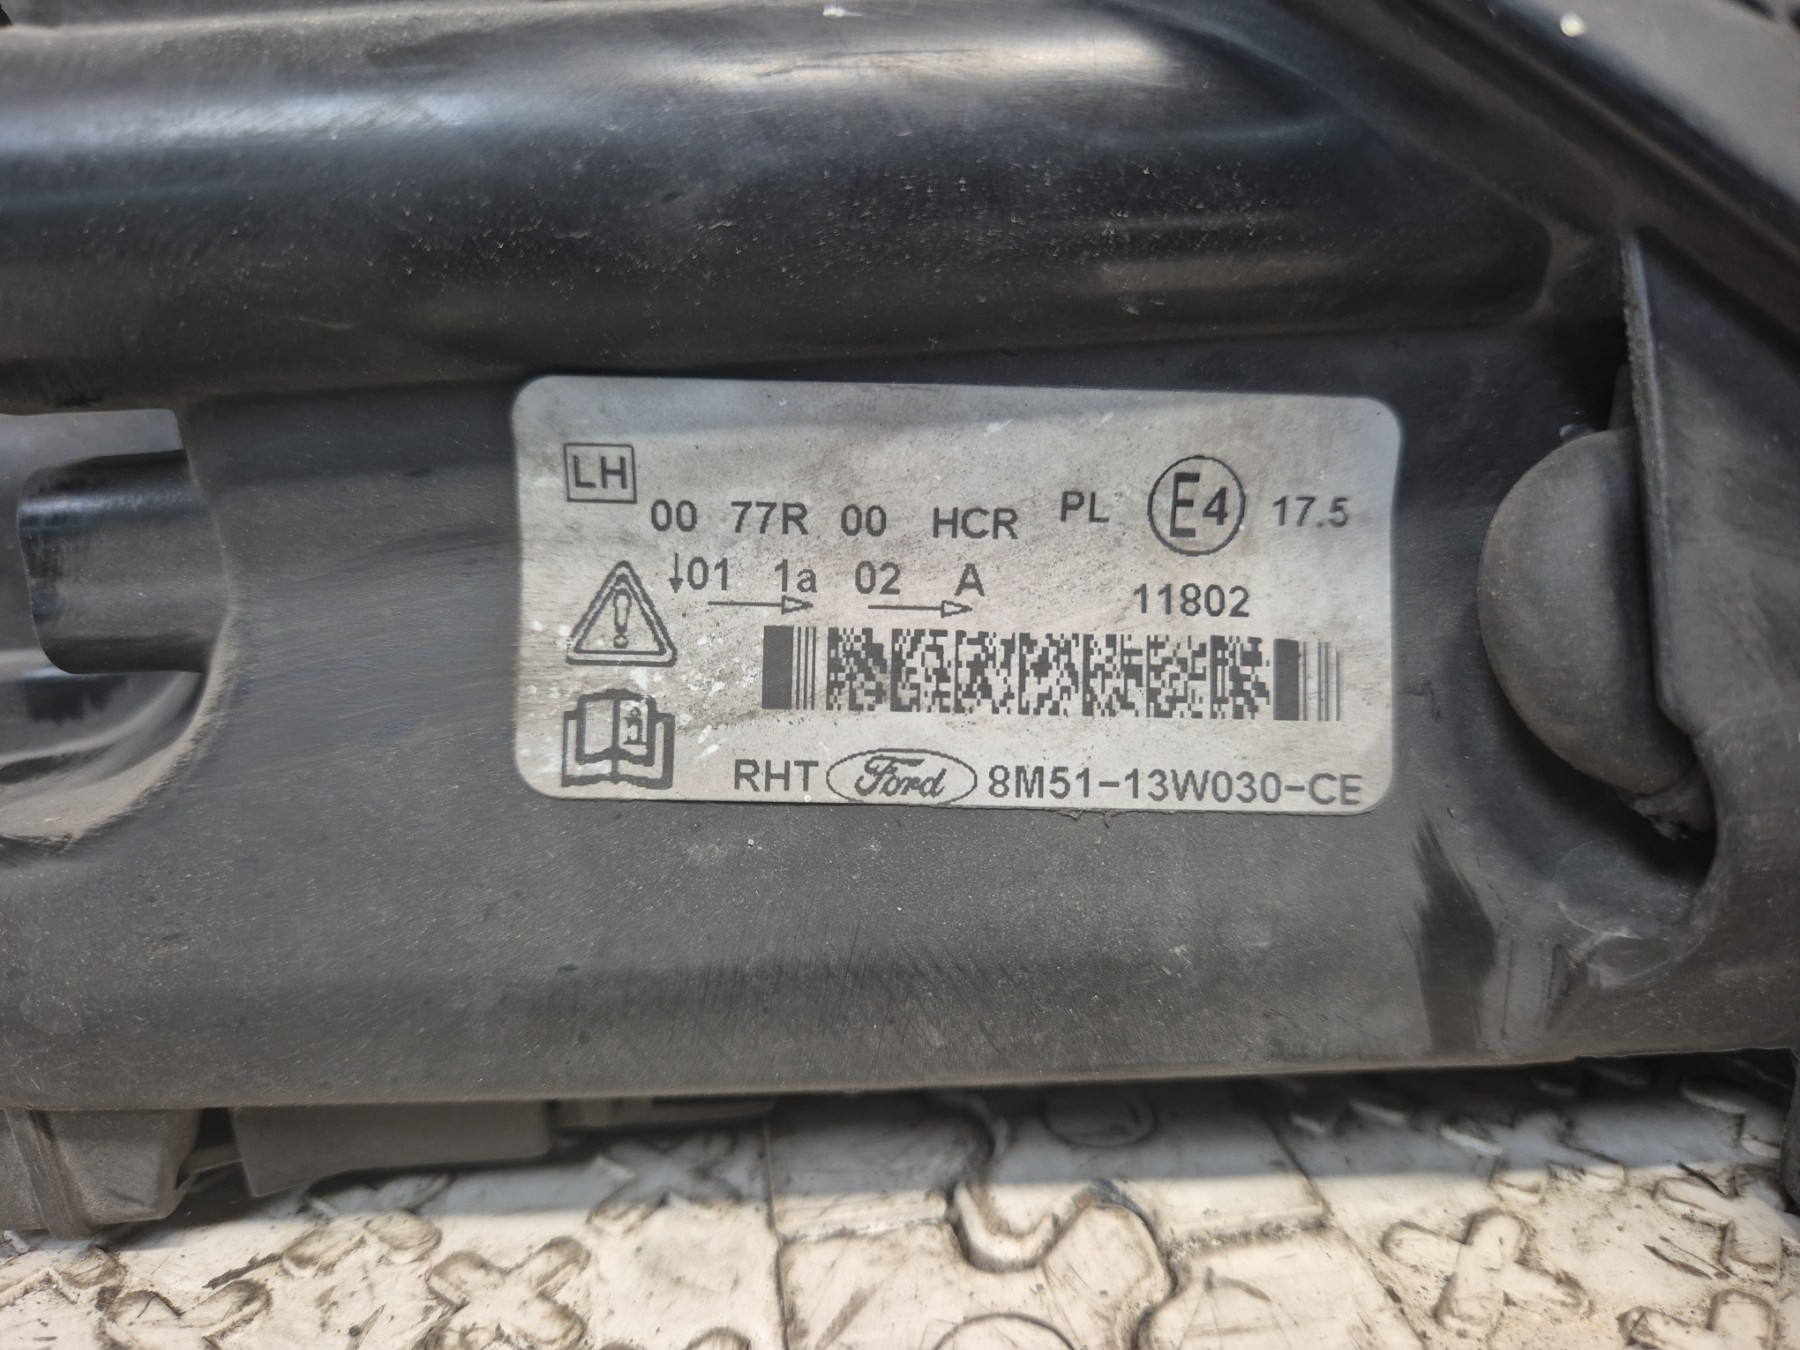 LH
00 77R 00 HCR PL E4 17.5
↓01 1a 02 A 11802
RHT Ford 8M51-13W030-CE